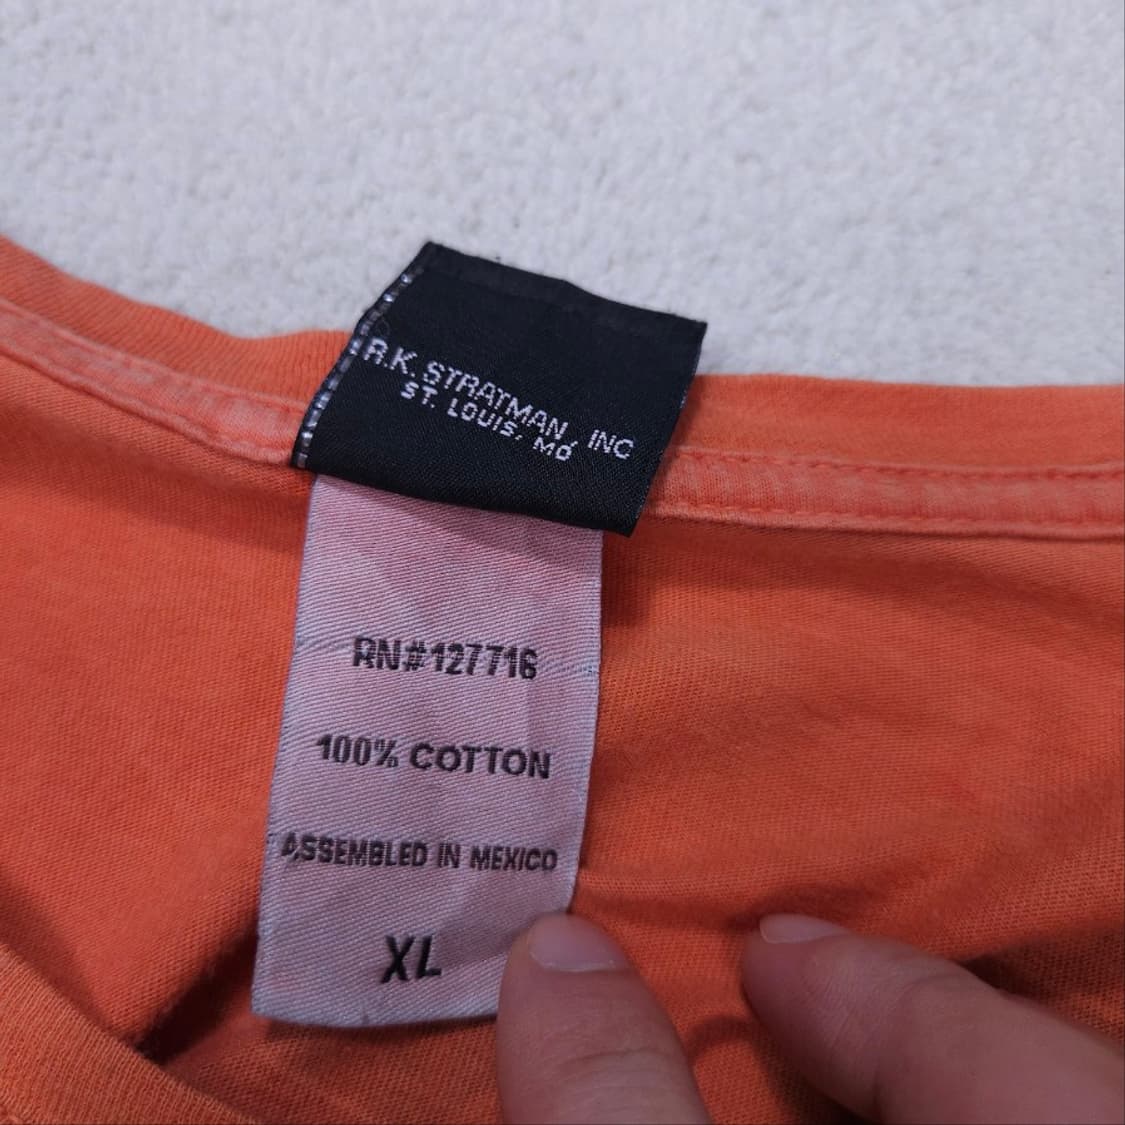 R.K. STRATMAN, INC
ST. LOUIS, MO
RN#127716
100% COTTON
ASSEMBLED IN MEXICO
XL